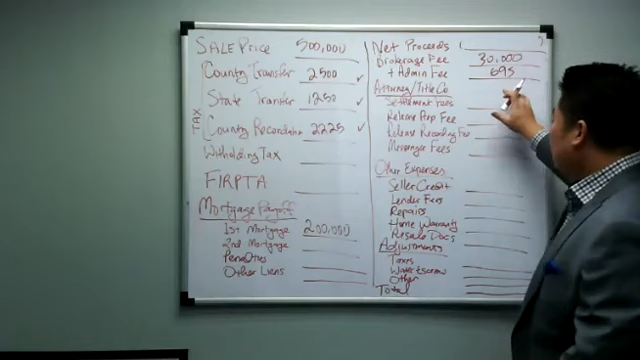 SALE PRICE 500,000
County Transfer 2500 ✓
State Tranfer 1250 ✓
County Recordation 2225 ✓
TAX
Witholding Tax
FIRPTA
Mortgage Payoff
1st Mortgage 200,000
2nd Mortgage
Penalties
Other Liens
Net Proceeds
Brokerage Fee 30,000
+ Admin Fee 695
Attorney/Title Co
Settlement Fees
Release Prep Fee
Release Recording Fee
Messenger Fees
Other Expenses
Seller Credit
Lender Fees
Repairs
Home Warranty
Resale Docs
Adjustments
Taxes
Water + screw
Other
Total